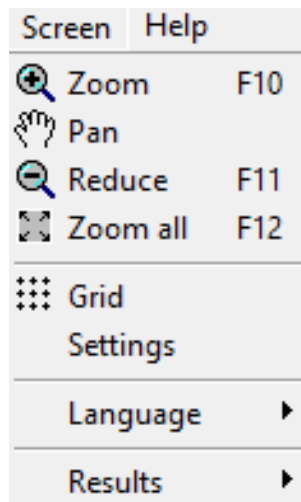 Screen Help
Zoom F10
Pan
Reduce F11
Zoom all F12
Grid
Settings
Language
Results